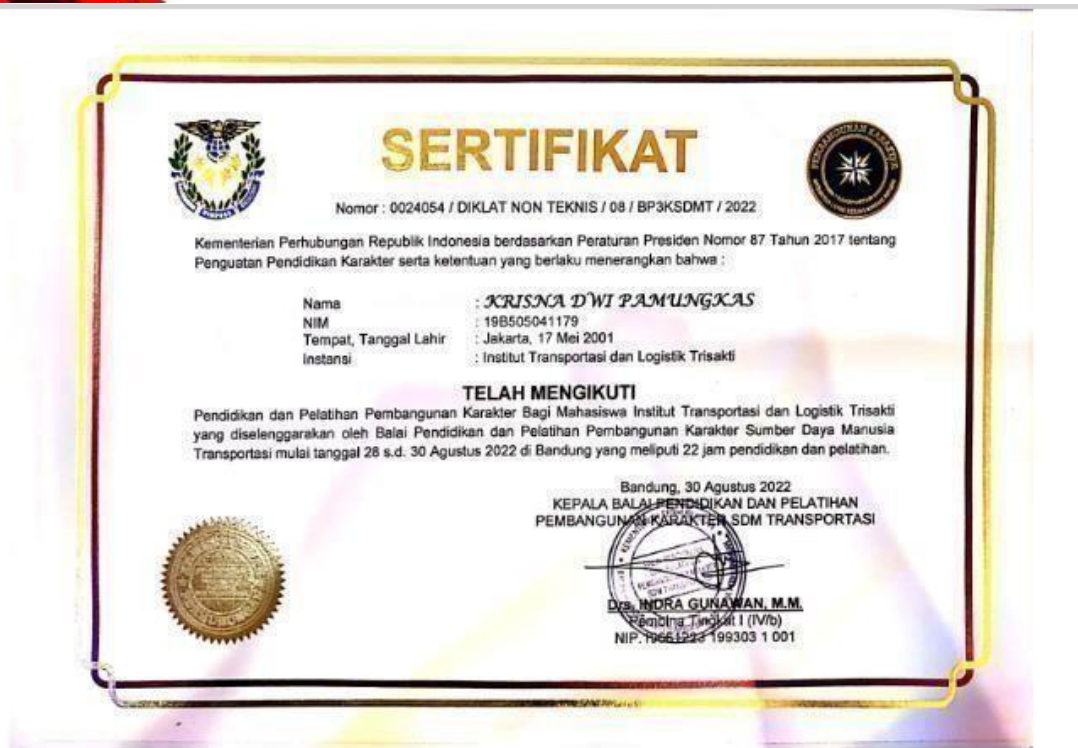 SERTIFIKAT
Nomor : 0024054 / DIKLAT NON TEKNIS / 08 / BP3KSDMT / 2022
Kementerian Perhubungan Republik Indonesia berdasarkan Peraturan Presiden Nomor 87 Tahun 2017 tentang
Penguatan Pendidikan Karakter serta ketentuan yang berlaku menerangkan bahwa :
Nama : KRISNA DWI PAMUNGKAS
NIM : 19B505041179
Tempat, Tanggal Lahir : Jakarta, 17 Mei 2001
Instansi : Institut Transportasi dan Logistik Trisakti
TELAH MENGIKUTI
Pendidikan dan Pelatihan Pembangunan Karakter Bagi Mahasiswa Institut Transportasi dan Logistik Trisakti
yang diselenggarakan oleh Balai Pendidikan dan Pelatihan Pembangunan Karakter Sumber Daya Manusia
Transportasi mulai tanggal 28 s.d. 30 Agustus 2022 di Bandung yang meliputi 22 jam pendidikan dan pelatihan.
Bandung, 30 Agustus 2022
KEPALA BALAI PENDIDIKAN DAN PELATIHAN
PEMBANGUNAN KARAKTER SDM TRANSPORTASI
Drs. INDRA GUNAWAN, M.M.
Pembina Tingkat I (IV/b)
NIP. 19661223 199303 1 001